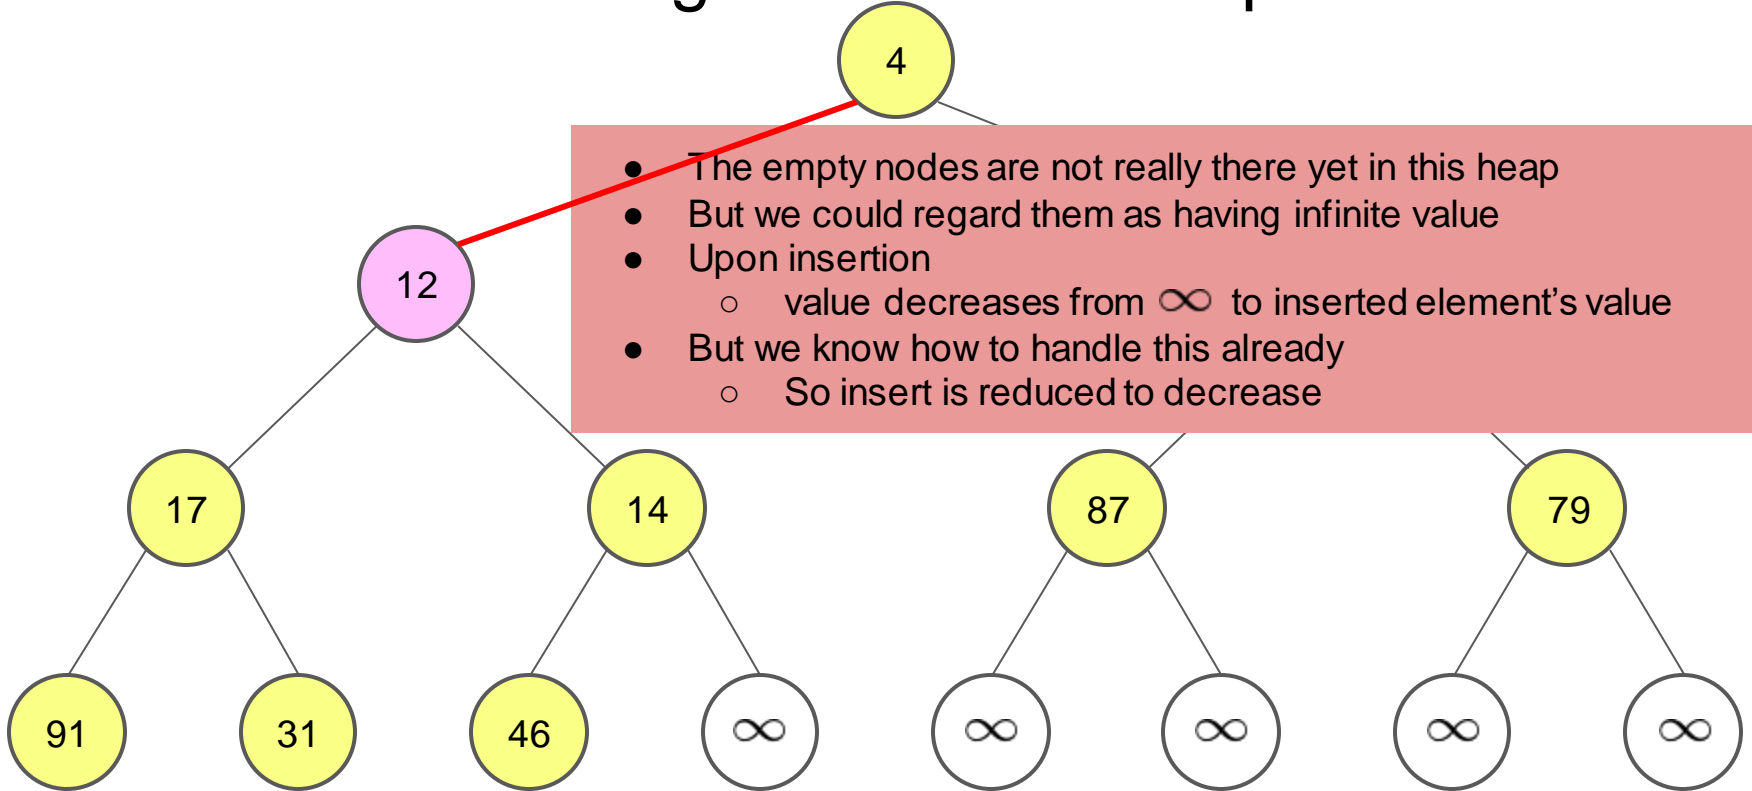 4
● The empty nodes are not really there yet in this heap
● But we could regard them as having infinite value
● Upon insertion
○ value decreases from ∞ to inserted element's value
● But we know how to handle this already
○ So insert is reduced to decrease
12
17 14 87 79
91 31 46 ∞ ∞ ∞ ∞ ∞